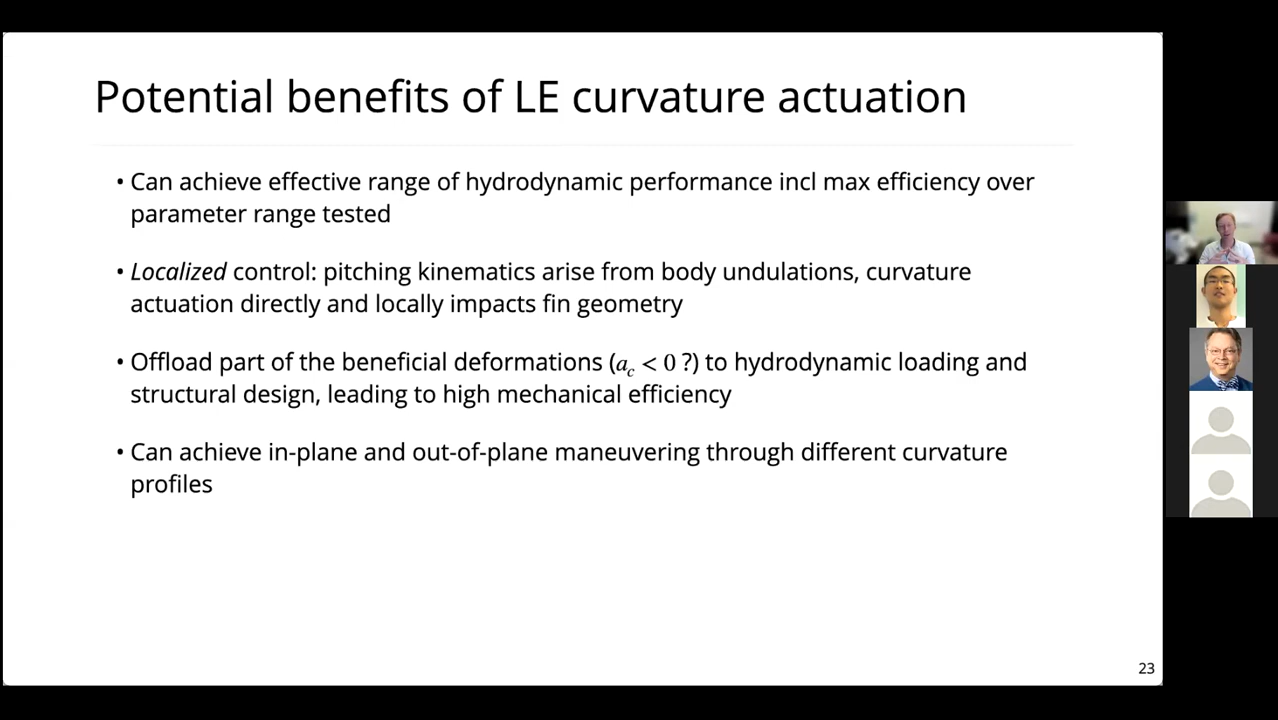 Potential benefits of LE curvature actuation
• Can achieve effective range of hydrodynamic performance incl max efficiency over
parameter range tested
• Localized control: pitching kinematics arise from body undulations, curvature
actuation directly and locally impacts fin geometry
• Offload part of the beneficial deformations (a_c < 0 ?) to hydrodynamic loading and
structural design, leading to high mechanical efficiency
• Can achieve in-plane and out-of-plane maneuvering through different curvature
profiles
23